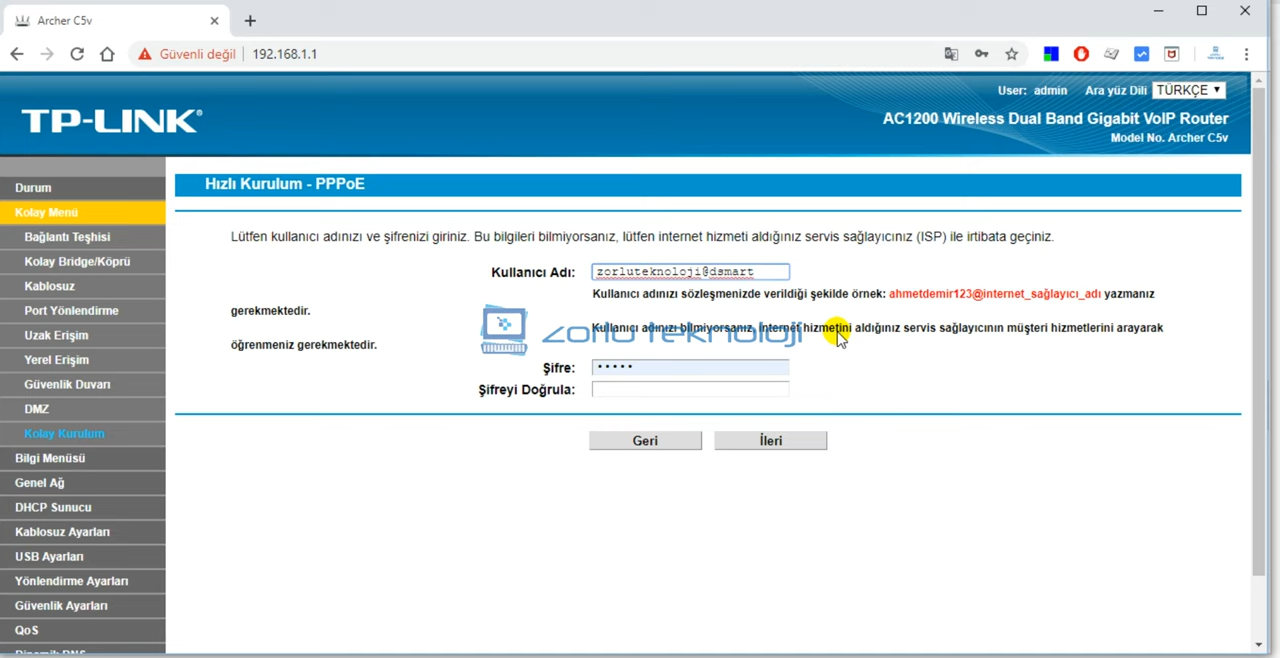 Archer C5v
Güvenli değil
192.168.1.1
User: admin
Ara yüz Dili
TÜRKÇE
TP-LINK®
AC1200 Wireless Dual Band Gigabit VoIP Router
Model No. Archer C5v
Durum
Kolay Menü
Bağlantı Teşhisi
Kolay Bridge/Köprü
Kablosuz
Port Yönlendirme
Uzak Erişim
Yerel Erişim
Güvenlik Duvarı
DMZ
Kolay Kurulum
Bilgi Menüsü
Genel Ağ
DHCP Sunucu
Kablosuz Ayarları
USB Ayarları
Yönlendirme Ayarları
Güvenlik Ayarları
QoS
Dinamik DNS
Hızlı Kurulum - PPPoE
Lütfen kullanıcı adınızı ve şifrenizi giriniz. Bu bilgileri bilmiyorsanız, lütfen internet hizmeti aldığınız servis sağlayıcınız (ISP) ile irtibata geçiniz.
Kullanıcı Adı:
zorluteknoloji@dsmart
Kullanıcı adınızı sözleşmenizde verildiği şekilde örnek: ahmetdemir123@internet_sağlayıcı_adı yazmanız
gerekmektedir.
Kullanıcı adınızı bilmiyorsanız, internet hizmetini aldığınız servis sağlayıcının müşteri hizmetlerini arayarak
öğrenmeniz gerekmektedir.
zorlu teknoloji
Şifre:
•••••
Şifreyi Doğrula:
Geri
İleri